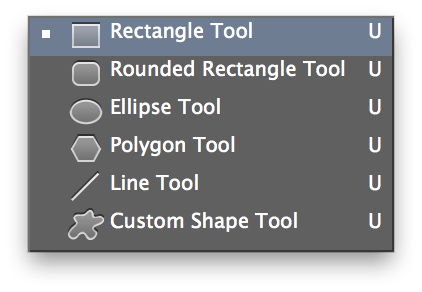 Rectangle Tool U
Rounded Rectangle Tool U
Ellipse Tool U
Polygon Tool U
Line Tool U
Custom Shape Tool U